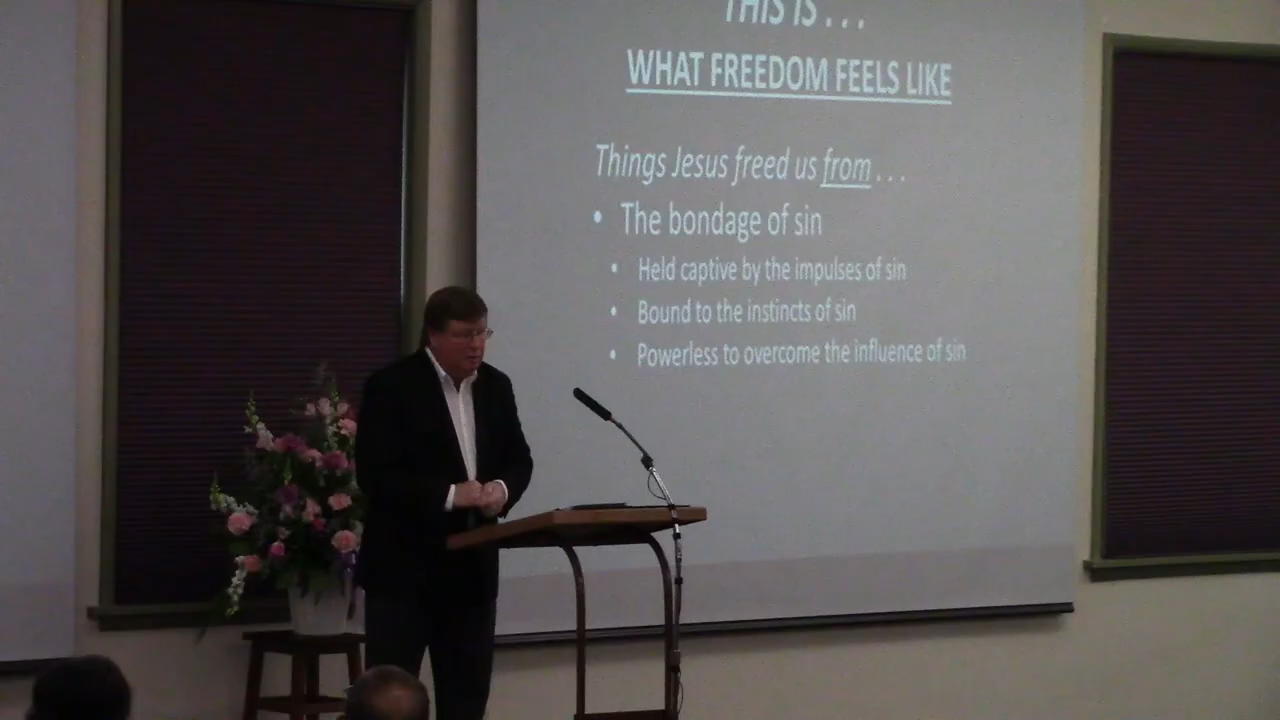 THIS IS . . .
WHAT FREEDOM FEELS LIKE
Things Jesus freed us from . . .
• The bondage of sin
• Held captive by the impulses of sin
• Bound to the instincts of sin
• Powerless to overcome the influence of sin